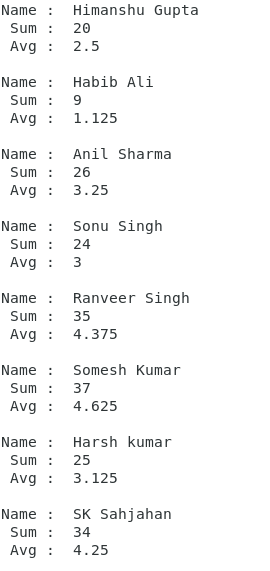 Name :  Himanshu Gupta
 Sum :  20
 Avg :  2.5

Name :  Habib Ali
 Sum :  9
 Avg :  1.125

Name :  Anil Sharma
 Sum :  26
 Avg :  3.25

Name :  Sonu Singh
 Sum :  24
 Avg :  3

Name :  Ranveer Singh
 Sum :  35
 Avg :  4.375

Name :  Somesh Kumar
 Sum :  37
 Avg :  4.625

Name :  Harsh kumar
 Sum :  25
 Avg :  3.125

Name :  SK Sahjahan
 Sum :  34
 Avg :  4.25